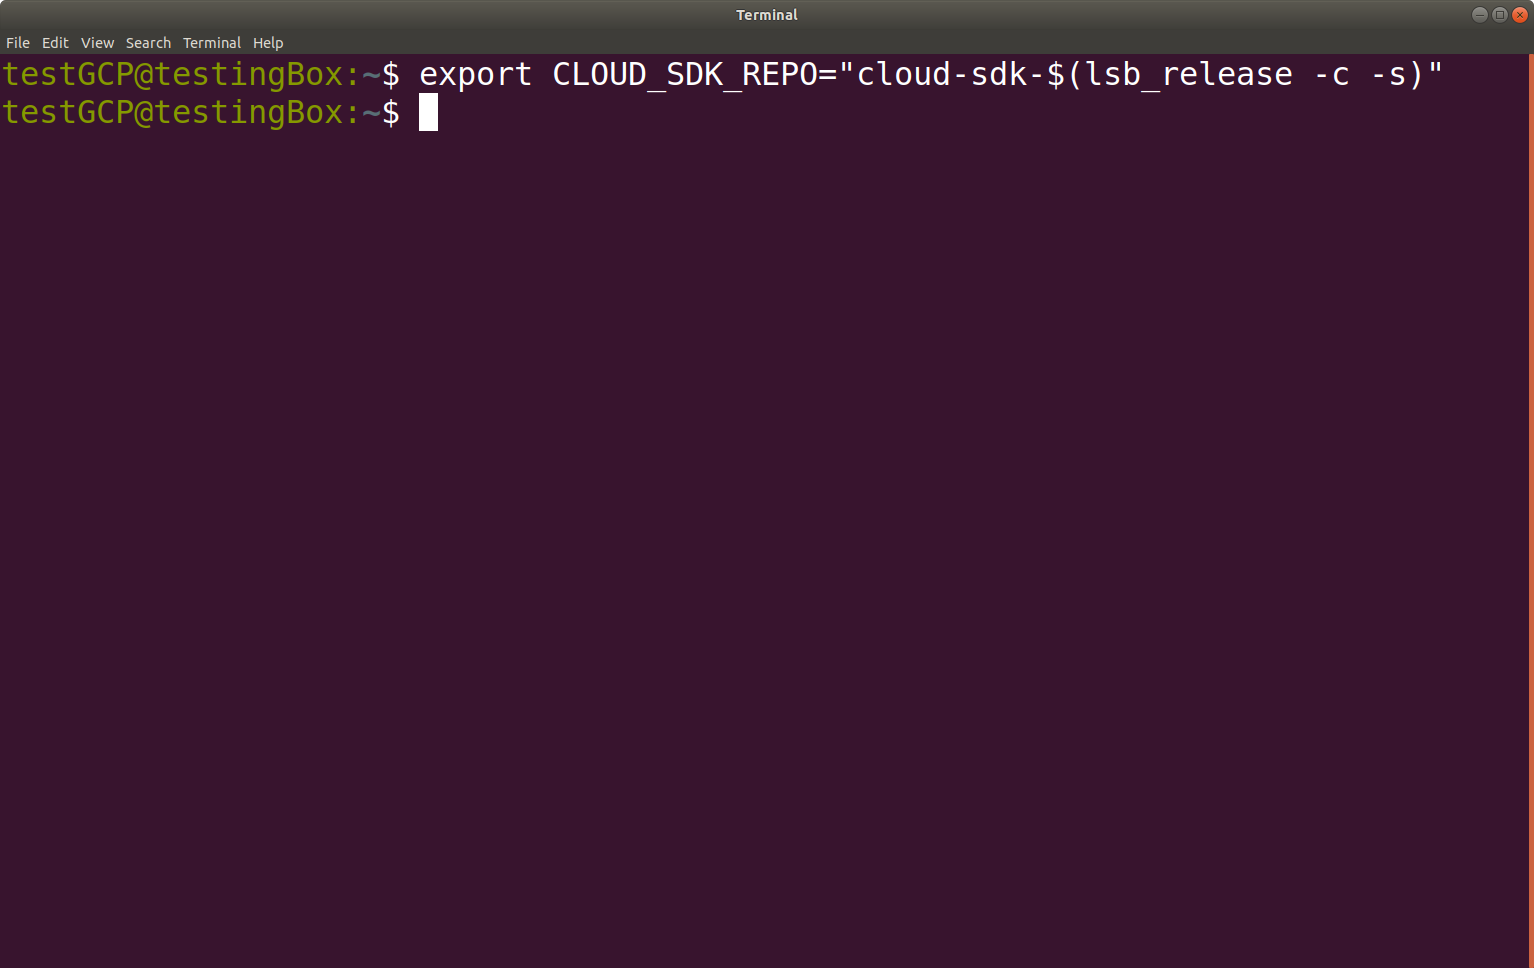 Terminal
File Edit View Search Terminal Help
testGCP@testingBox:~$ export CLOUD_SDK_REPO="cloud-sdk-$(lsb_release -c -s)"
testGCP@testingBox:~$